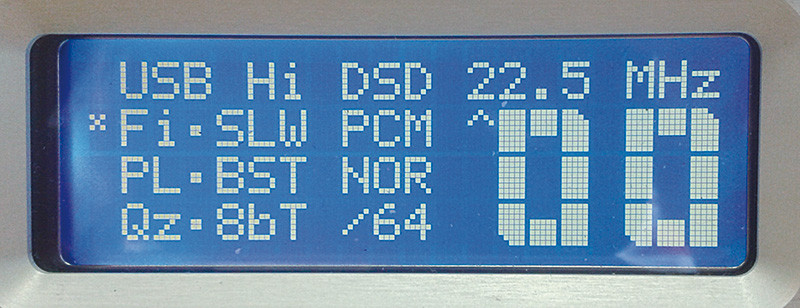 USB Hi DSD 22.5 MHz
x Fi·SLW PCM ^00
PL·BST NOR
Qz·8bT /64